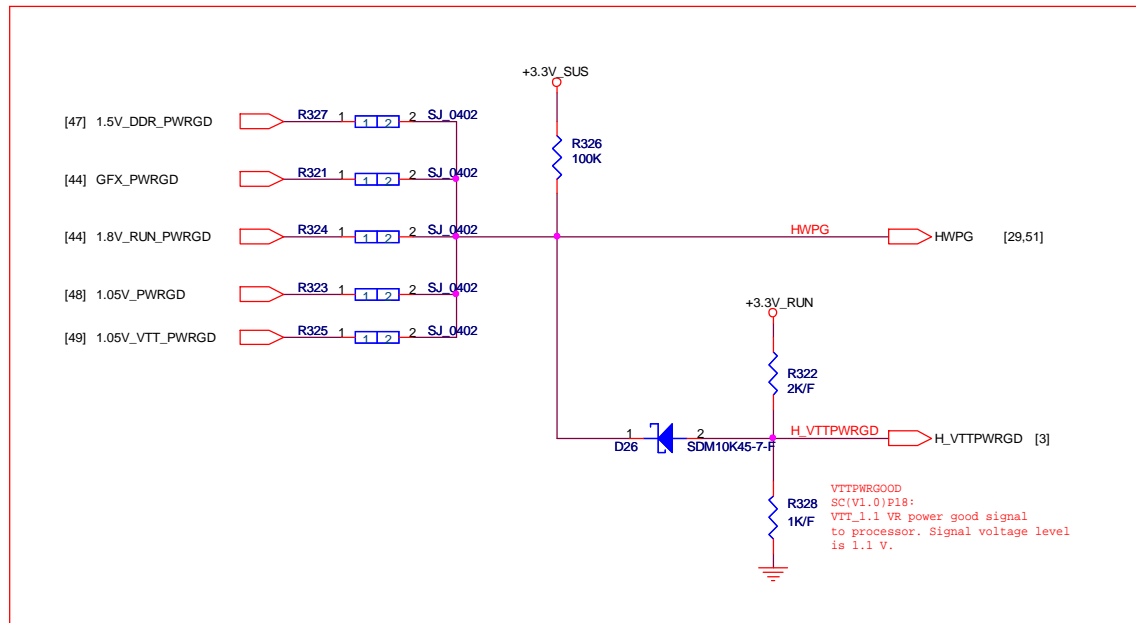 +3.3V_SUS
[47] 1.5V_DDR_PWRGD R327 1 1 2 2 SJ_0402
R326
100K
[44] GFX_PWRGD R321 1 1 2 2 SJ_0402
[44] 1.8V_RUN_PWRGD R324 1 1 2 2 SJ_0402 HWPG HWPG [29,51]
[48] 1.05V_PWRGD R323 1 1 2 2 SJ_0402
+3.3V_RUN
[49] 1.05V_VTT_PWRGD R325 1 1 2 2 SJ_0402
R322
2K/F
1 2 H_VTTPWRGD H_VTTPWRGD [3]
D26 SDM10K45-7-F
R328
1K/F
VTTPWRGOOD
SC(V1.0)P18:
VTT_1.1 VR power good signal
to processor. Signal voltage level
is 1.1 V.